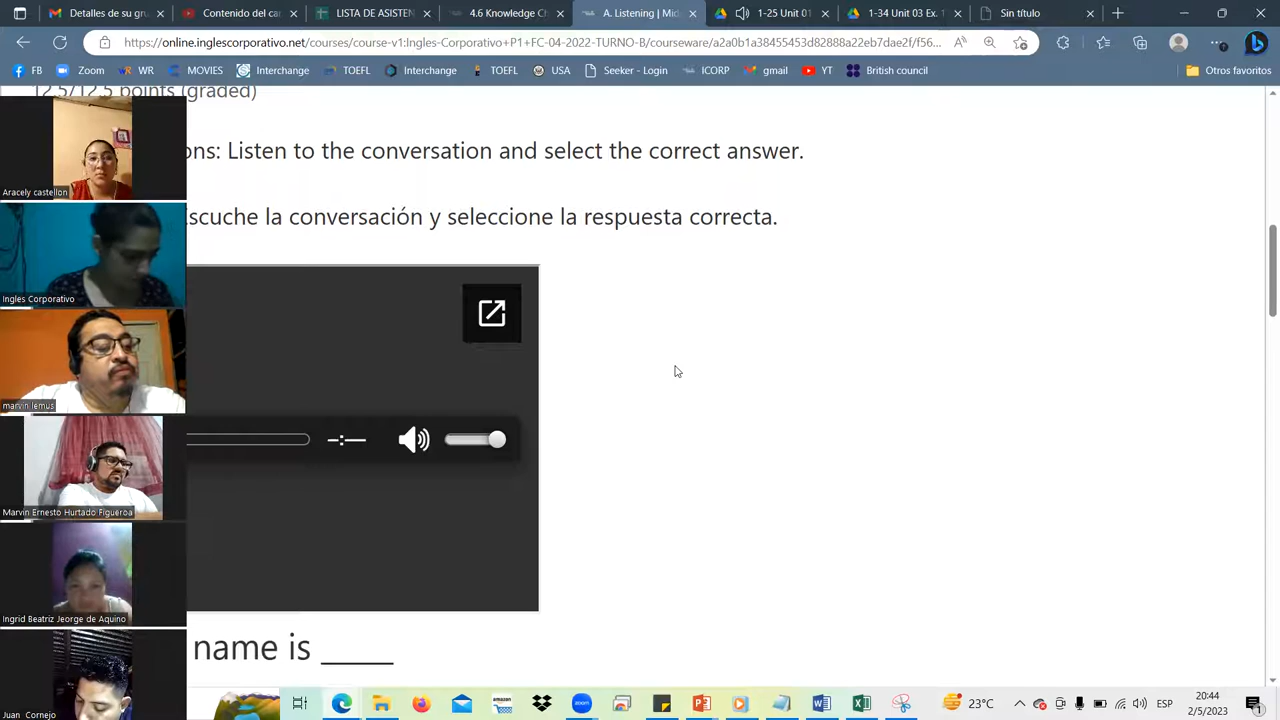 Detalles de su gru
Contenido del car
LISTA DE ASISTEN
4.6 Knowledge Ch
A. Listening | Mid
1-25 Unit 01
1-31 Unit 03 Ex.
Sin título
https://online.inglescorporativo.net/courses/course-v1:Ingles-Corporativo+P1+FC-04-2022-TURNO-B/courseware/a2a0b1a38455453d82888a22eb7dae2f/f56...
FB
Zoom
WR
MOVIES
Interchange
TOEFL
Interchange
TOEFL
USA
Seeker - Login
ICORP
gmail
YT
British council
Otros favoritos
12.5/12.5 points (graded)
ons: Listen to the conversation and select the correct answer.
scuche la conversación y seleccione la respuesta correcta.
-:--
name is _____
Aracely castellon
Ingles Corporativo
marvin lemus
Marvin Ernesto Hurtado Figueroa
Ingrid Beatriz Jeorge de Aquino
Juan Cornejo
amazon
zoom
23°C
ESP
20:44
2/5/2023